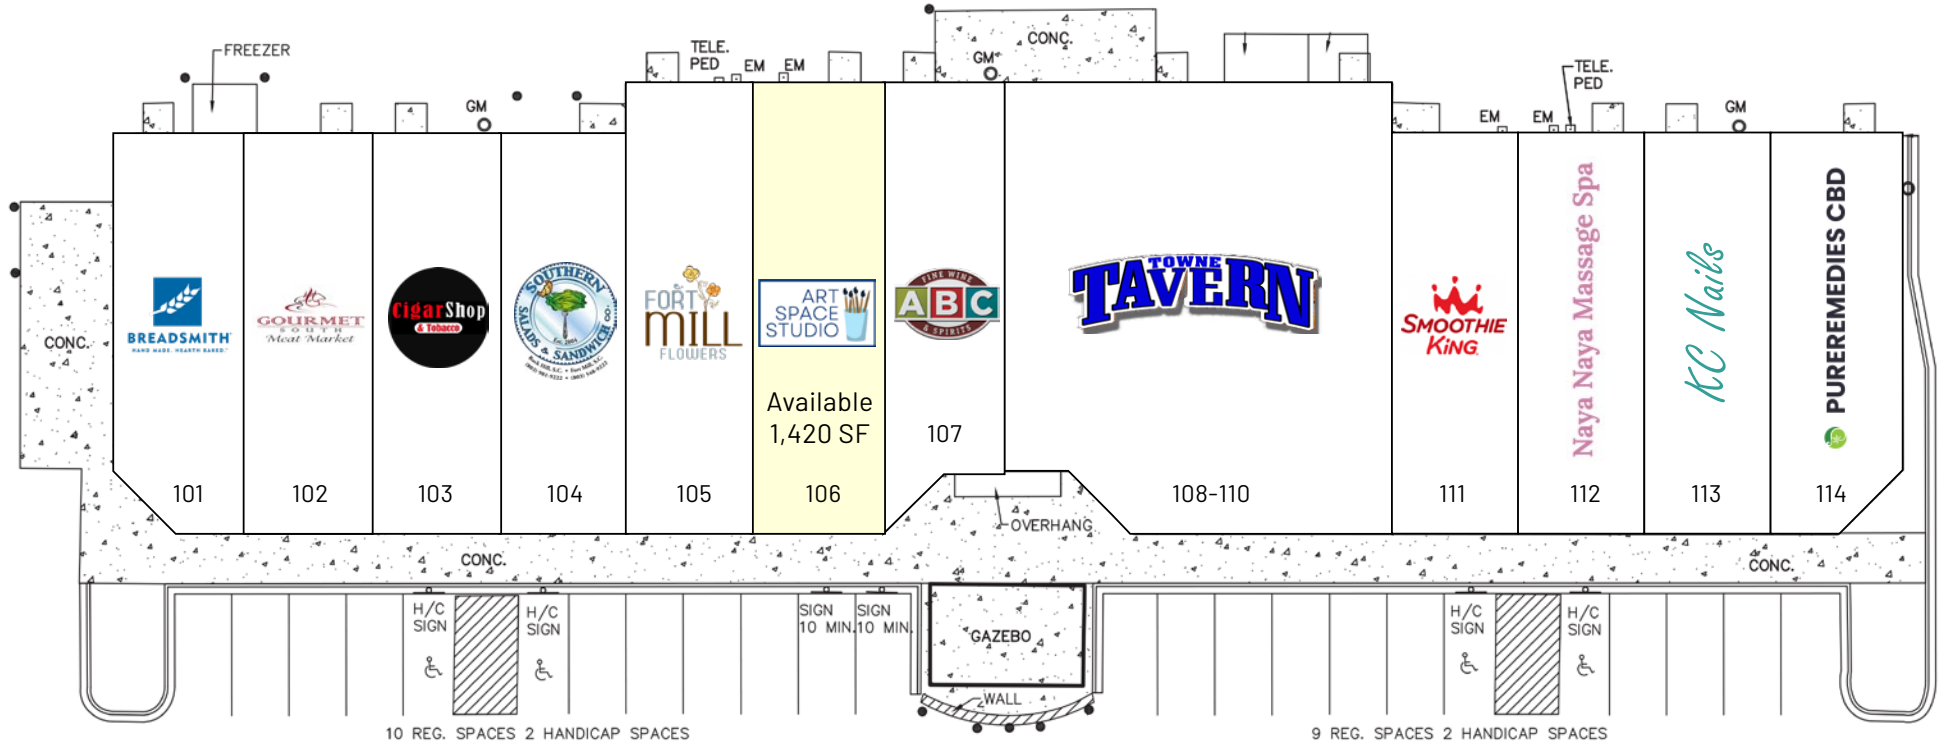 FREEZER
TELE.
PED
EM
EM
GM
CONC.
GM
TELE.
PED
EM
EM
GM
CONC.
BREADSMITH
HAND MADE. HEARTH BAKED.
101
GOURMET
SOUTH
Meat Market
102
CigarShop
& Tobacco
103
SOUTHERN
SALADS & SANDWICH CO.
Est. 2004
104
FORT
MILL
FLOWERS
105
ART
SPACE
STUDIO
Available
1,420 SF
106
FINE WINE
ABC
& SPIRITS
107
TOWNE
TAVERN
108-110
SMOOTHIE
KING
111
Naya Naya Massage Spa
112
KC Nails
113
PUREREMEDIES CBD
114
OVERHANG
CONC.
CONC.
H/C
SIGN
H/C
SIGN
SIGN
10 MIN.
SIGN
10 MIN.
GAZEBO
WALL
H/C
SIGN
H/C
SIGN
10 REG. SPACES 2 HANDICAP SPACES
9 REG. SPACES 2 HANDICAP SPACES